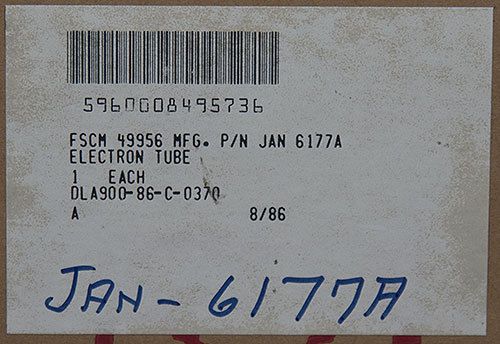 5960008495736
FSCM 49956 MFG. P/N JAN 6177A
ELECTRON TUBE
1 EACH
DLA900-86-C-0370
A 8/86
JAN- 6177A